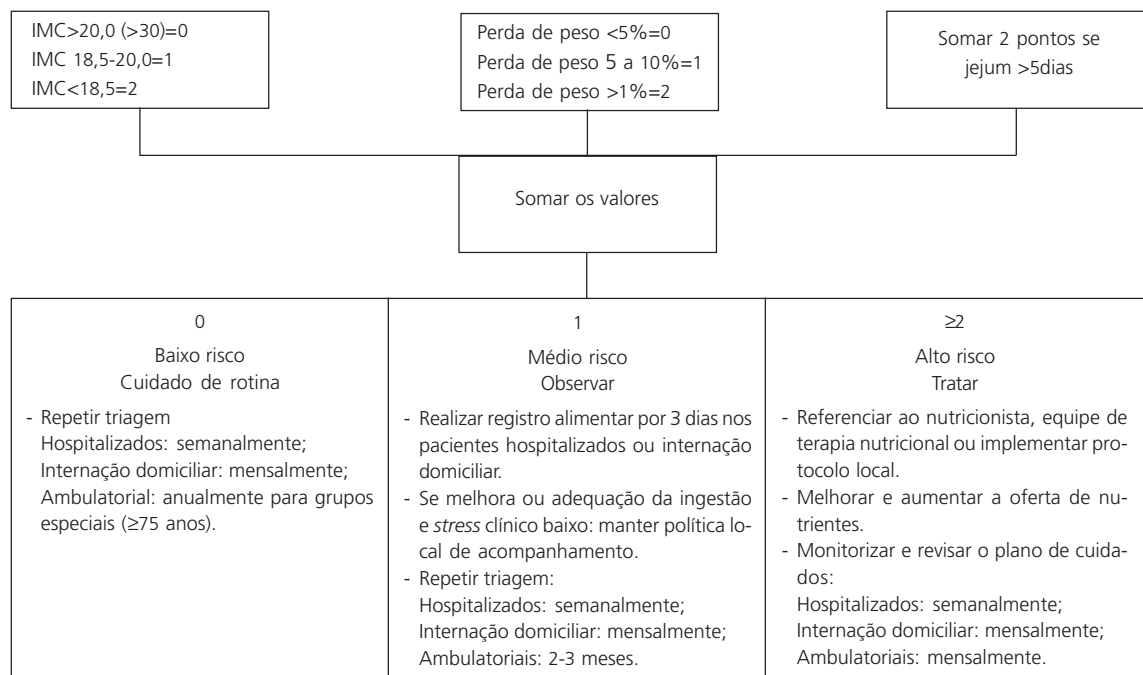 IMC>20,0 (>30)=0
IMC 18,5-20,0=1
IMC<18,5=2
Perda de peso <5%=0
Perda de peso 5 a 10%=1
Perda de peso >1%=2
Somar 2 pontos se
jejum >5dias
Somar os valores
0
Baixo risco
Cuidado de rotina
- Repetir triagem
Hospitalizados: semanalmente;
Internação domiciliar: mensalmente;
Ambulatorial: anualmente para grupos
especiais (≥75 anos).
1
Médio risco
Observar
- Realizar registro alimentar por 3 dias nos
pacientes hospitalizados ou internação
domiciliar.
- Se melhora ou adequação da ingestão
e stress clínico baixo: manter política lo-
cal de acompanhamento.
- Repetir triagem:
Hospitalizados: semanalmente;
Internação domiciliar: mensalmente;
Ambulatoriais: 2-3 meses.
≥2
Alto risco
Tratar
- Referenciar ao nutricionista, equipe de
terapia nutricional ou implementar pro-
tocolo local.
- Melhorar e aumentar a oferta de nu-
trientes.
- Monitorizar e revisar o plano de cuida-
dos:
Hospitalizados: semanalmente;
Internação domiciliar: mensalmente;
Ambulatoriais: mensalmente.